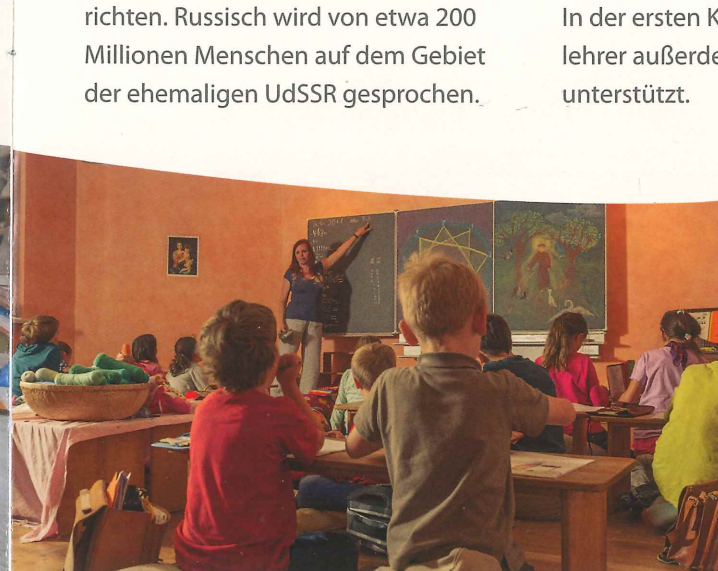 richten. Russisch wird von etwa 200
Millionen Menschen auf dem Gebiet
der ehemaligen UdSSR gesprochen.
In der ersten K
lehrer außerde
unterstützt.